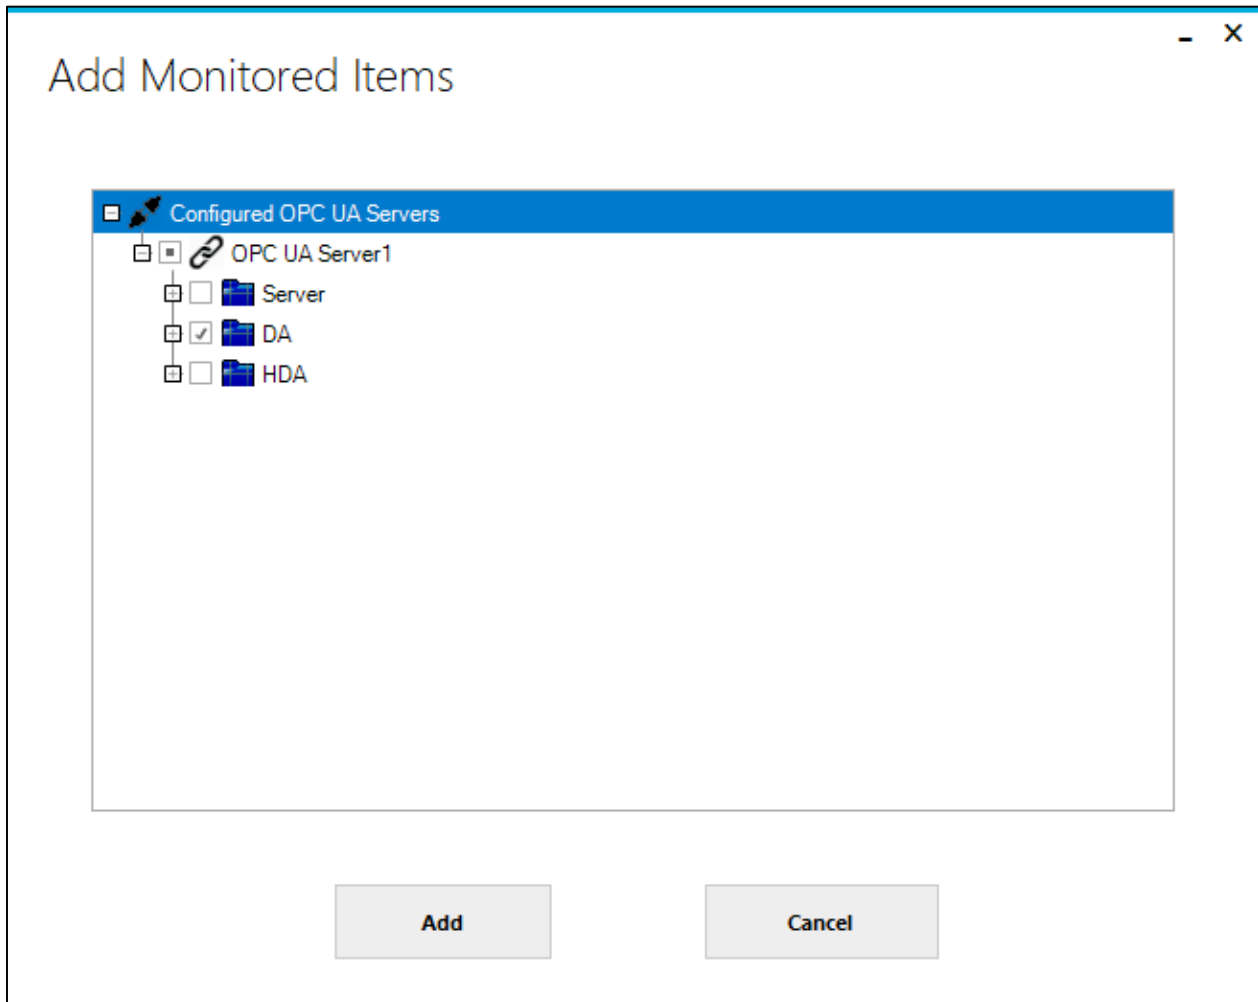 Add Monitored Items
Configured OPC UA Servers
OPC UA Server1
Server
DA
HDA
Add
Cancel